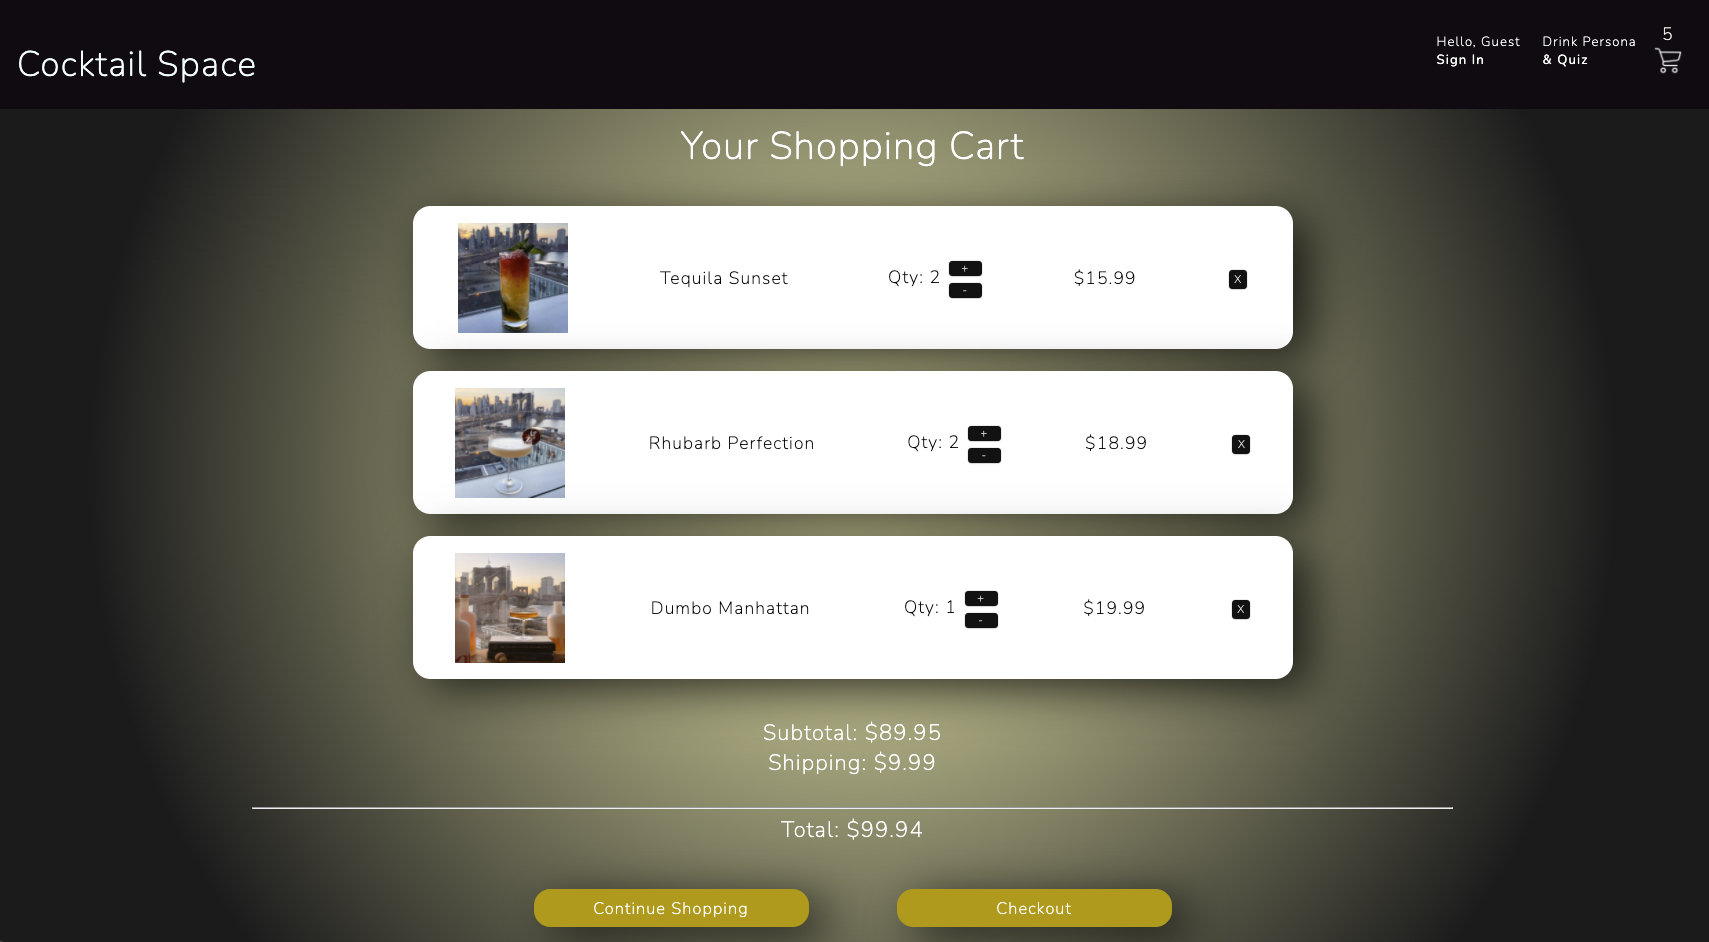 Cocktail Space
Hello, Guest
Sign In
Drink Persona
& Quiz
5
Your Shopping Cart
Tequila Sunset
Qty: 2
+
-
$15.99
X
Rhubarb Perfection
Qty: 2
+
-
$18.99
X
Dumbo Manhattan
Qty: 1
+
-
$19.99
X
Subtotal: $89.95
Shipping: $9.99
Total: $99.94
Continue Shopping
Checkout